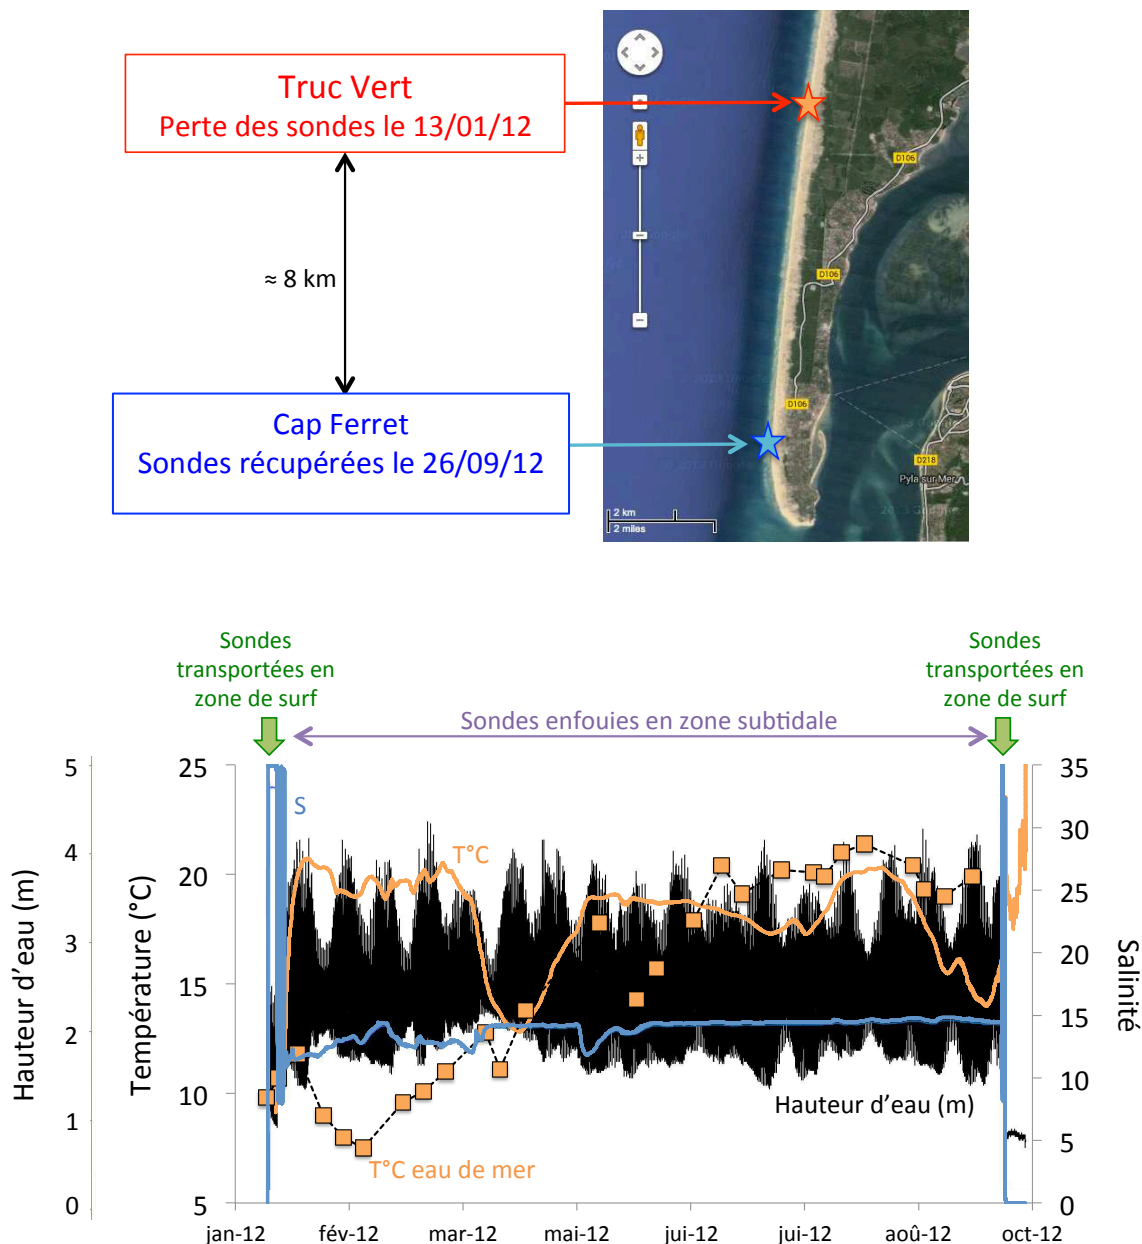 Truc Vert
Perte des sondes le 13/01/12
≈ 8 km
Cap Ferret
Sondes récupérées le 26/09/12
D106
D106
D106
D218
Pyla sur Mer
2 km
2 miles
Sondes
transportées en
zone de surf
Sondes
transportées en
zone de surf
Sondes enfouies en zone subtidale
Hauteur d'eau (m)
5
4
3
2
1
0
Température (°C)
25
20
15
10
5
S
T°C
Hauteur d'eau (m)
T°C eau de mer
35
30
25
20
15
10
5
0
Salinité
jan-12 fév-12 mar-12 mai-12 jui-12 jui-12 aoû-12 oct-12